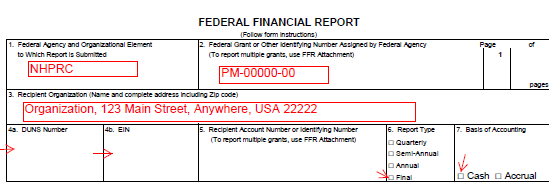 FEDERAL FINANCIAL REPORT
(Follow form instructions)
1. Federal Agency and Organizational Element
to Which Report is Submitted
NHPRC
2. Federal Grant or Other Identifying Number Assigned by Federal Agency
(To report multiple grants, use FFR Attachment)
PM-00000-00
Page of
1
pages
3. Recipient Organization (Name and complete address including Zip code)
Organization, 123 Main Street, Anywhere, USA 22222
4a. DUNS Number
4b. EIN
5. Recipient Account Number or Identifying Number
(To report multiple grants, use FFR Attachment)
6. Report Type
□ Quarterly
□ Semi-Annual
□ Annual
□ Final
7. Basis of Accounting
□ Cash □ Accrual